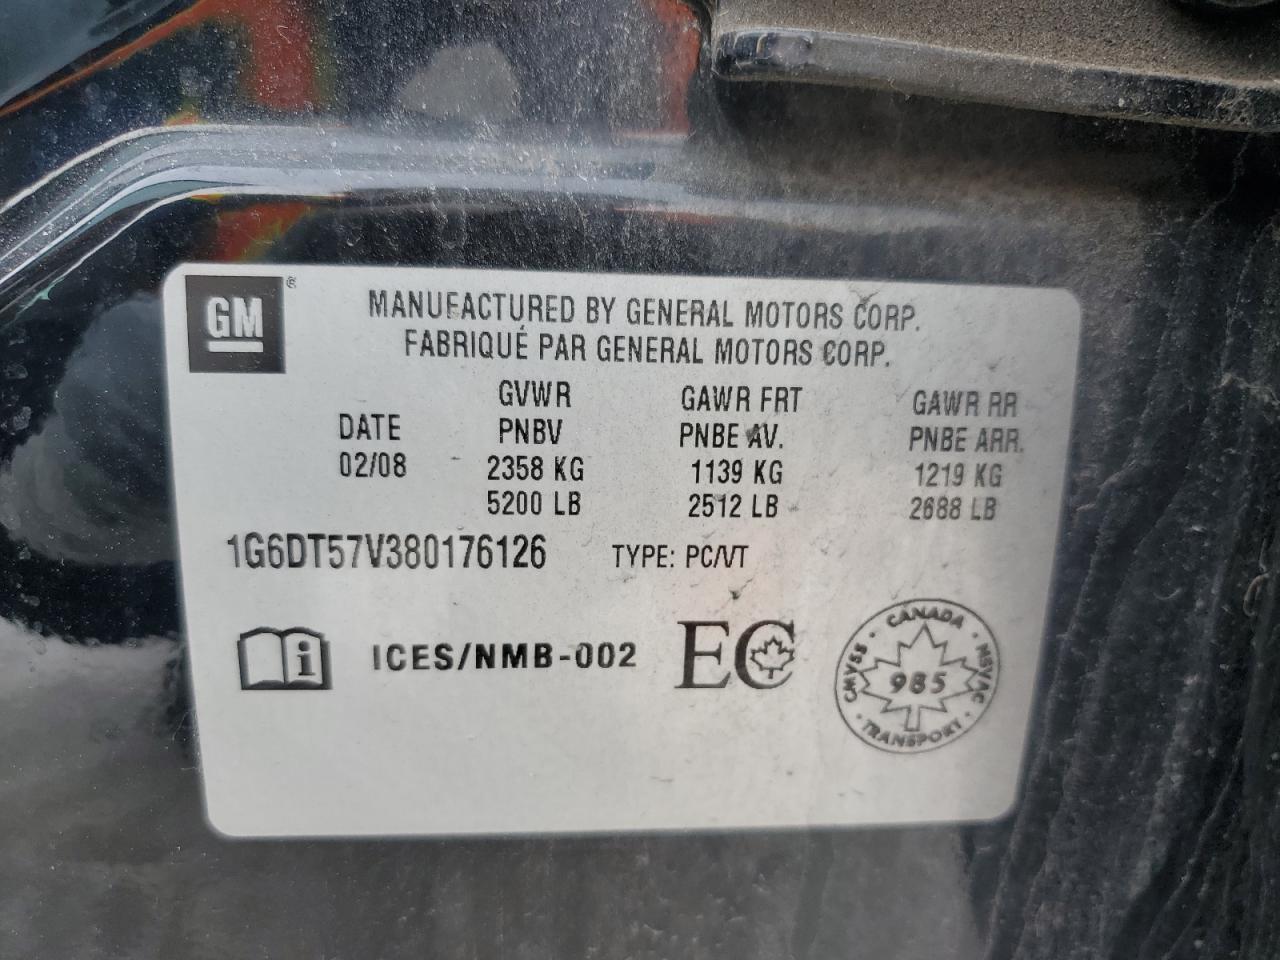 GM ®
MANUFACTURED BY GENERAL MOTORS CORP.
FABRIQUÉ PAR GENERAL MOTORS CORP.
GVWR GAWR FRT GAWR RR
DATE PNBV PNBE AV. PNBE ARR.
02/08 2358 KG 1139 KG 1219 KG
5200 LB 2512 LB 2688 LB
1G6DT57V380176126 TYPE: PC/VT
i ICES/NMB-002 EC
CANADA
CMVSS 985 NSVAC
TRANSPORT